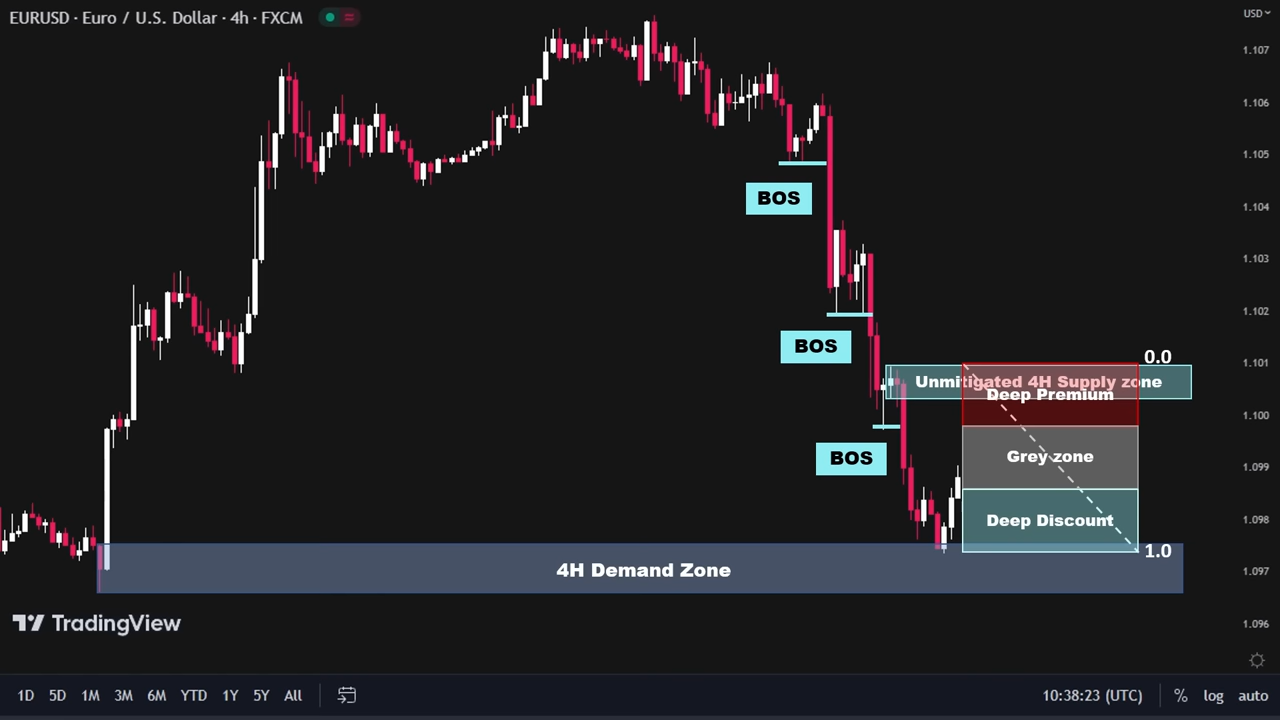 EURUSD · Euro / U.S. Dollar · 4h · FXCM
USD
1.107
1.106
1.105
1.104
1.103
1.102
1.101
1.100
1.099
1.098
1.097
1.096
BOS
BOS
BOS
0.0
Unmitigated 4H Supply zone
Deep Premium
Grey zone
Deep Discount
1.0
4H Demand Zone
TradingView
1D 5D 1M 3M 6M YTD 1Y 5Y All
10:38:23 (UTC) % log auto